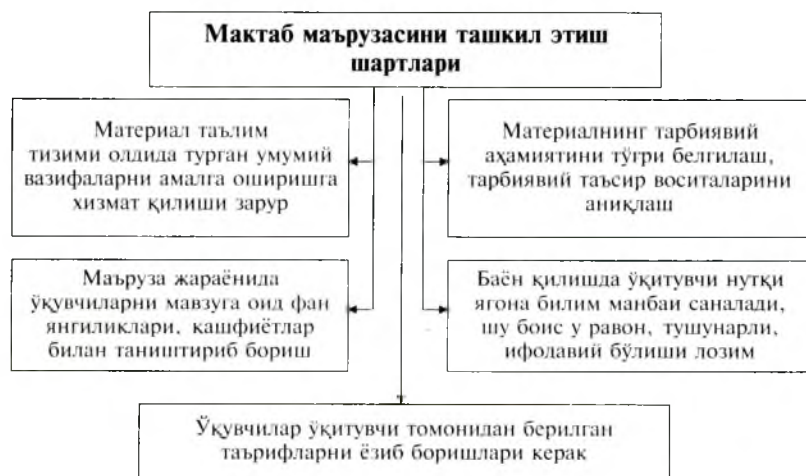 Мактаб маърузасини ташкил этиш
шартлари
Материал таълим
тизими олдида турган умумий
вазифаларни амалга оширишга
хизмат қилиши зарур
Материалнинг тарбиявий
аҳамиятини тўғри белгилаш,
тарбиявий таъсир воситаларини
аниқлаш
Маъруза жараёнида
ўқувчиларни мавзуга оид фан
янгиликлари, кашфиётлар
билан таништириб бориш
Баён қилишда ўқитувчи нутқи
ягона билим манбаи саналади,
шу боис у равон, тушунарли,
ифодавий бўлиши лозим
Ўқувчилар ўқитувчи томонидан берилган
таърифларни ёзиб боришлари керак